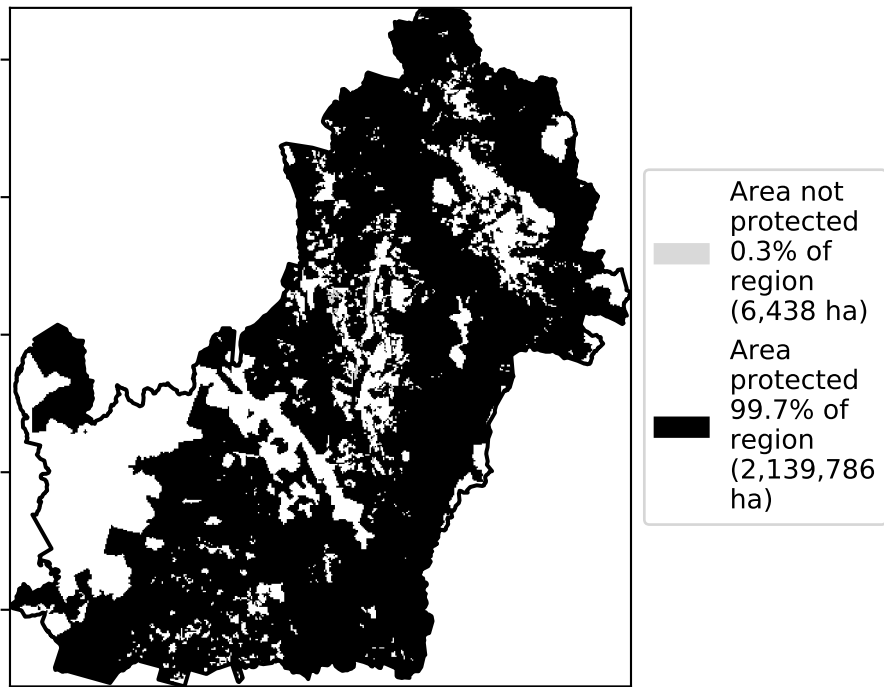 Area not
protected
0.3% of
region
(6,438 ha)
Area
protected
99.7% of
region
(2,139,786
ha)